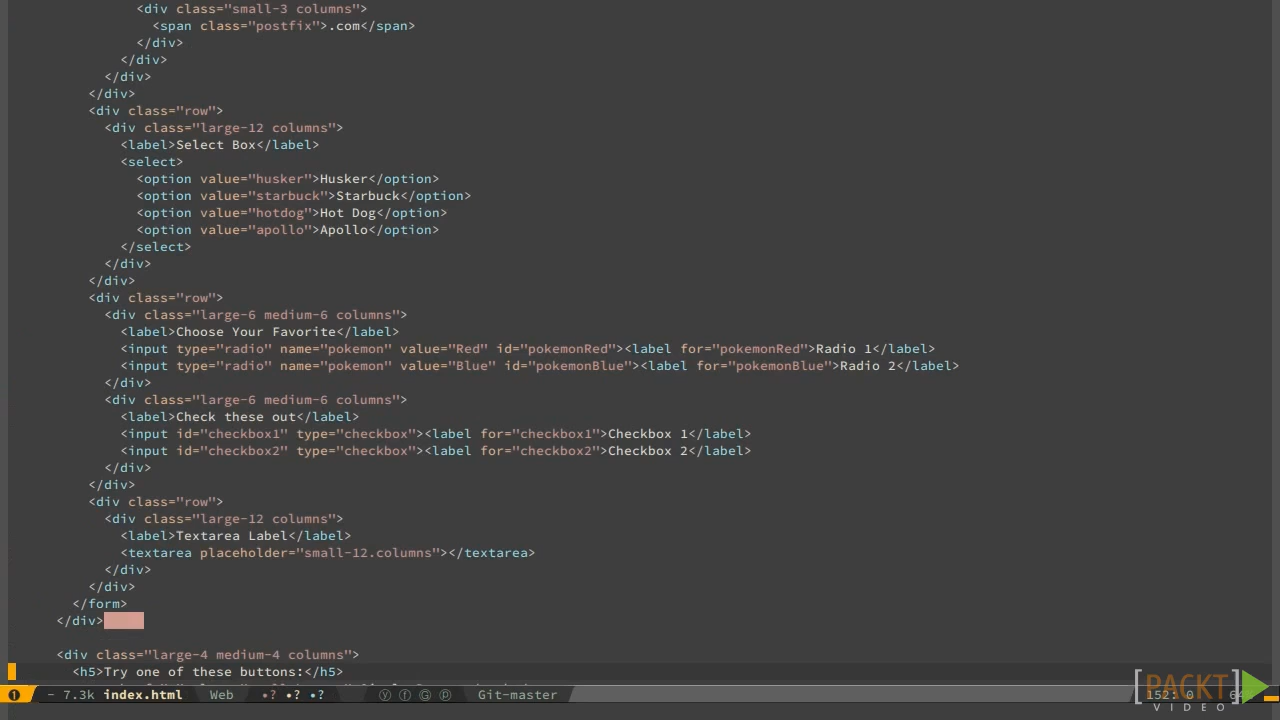 <div class="small-3 columns">
<span class="postfix">.com</span>
</div>
</div>
</div>
</div>
<div class="row">
<div class="large-12 columns">
<label>Select Box</label>
<select>
<option value="husker">Husker</option>
<option value="starbuck">Starbuck</option>
<option value="hotdog">Hot Dog</option>
<option value="apollo">Apollo</option>
</select>
</div>
</div>
<div class="row">
<div class="large-6 medium-6 columns">
<label>Choose Your Favorite</label>
<input type="radio" name="pokemon" value="Red" id="pokemonRed"><label for="pokemonRed">Radio 1</label>
<input type="radio" name="pokemon" value="Blue" id="pokemonBlue"><label for="pokemonBlue">Radio 2</label>
</div>
<div class="large-6 medium-6 columns">
<label>Check these out</label>
<input id="checkbox1" type="checkbox"><label for="checkbox1">Checkbox 1</label>
<input id="checkbox2" type="checkbox"><label for="checkbox2">Checkbox 2</label>
</div>
</div>
<div class="row">
<div class="large-12 columns">
<label>Textarea Label</label>
<textarea placeholder="small-12.columns"></textarea>
</div>
</div>
</form>
</div>
<div class="large-4 medium-4 columns">
<h5>Try one of these buttons:</h5>
1 - 7.3k index.html Web •? •? •? ⓨ ⓕ Ⓖ ⓟ Git-master 152: 0
[PACKT]
VIDEO